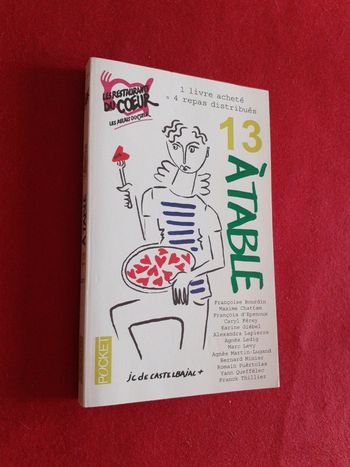 LES RESTAURANTS
DU COEUR
LES RELAIS DU COEUR
1 livre acheté
= 4 repas distribués
13
À TABLE
Françoise Bourdin
Maxime Chattam
François d'Epenoux
Caryl Férey
Karine Giébel
Alexandra Lapierre
Agnès Ledig
Marc Levy
Agnès Martin-Lugand
Bernard Minier
Romain Puértolas
Yann Queffélec
Franck Thilliez
jc de CASTELBAJAC +
POCKET